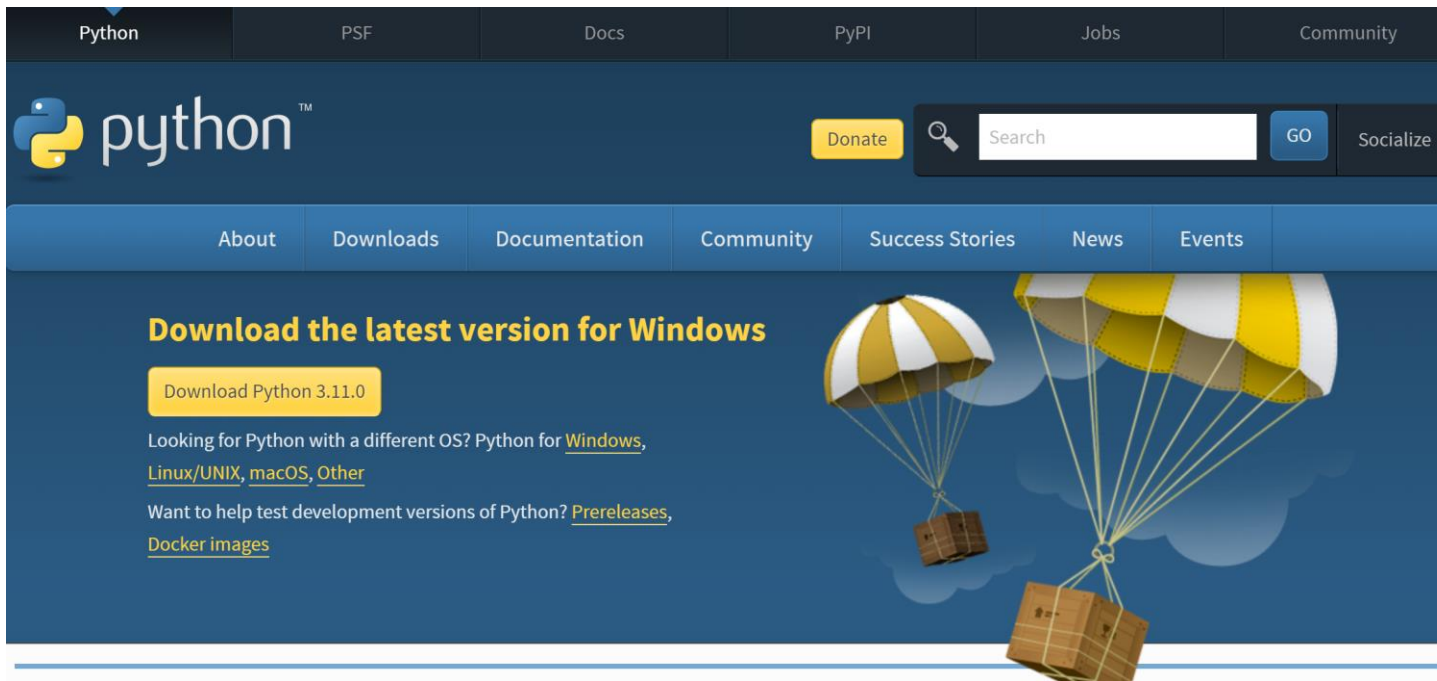 Python PSF Docs PyPI Jobs Community
python™
Donate Search GO Socialize
About Downloads Documentation Community Success Stories News Events
Download the latest version for Windows
Download Python 3.11.0
Looking for Python with a different OS? Python for Windows,
Linux/UNIX, macOS, Other
Want to help test development versions of Python? Prereleases,
Docker images